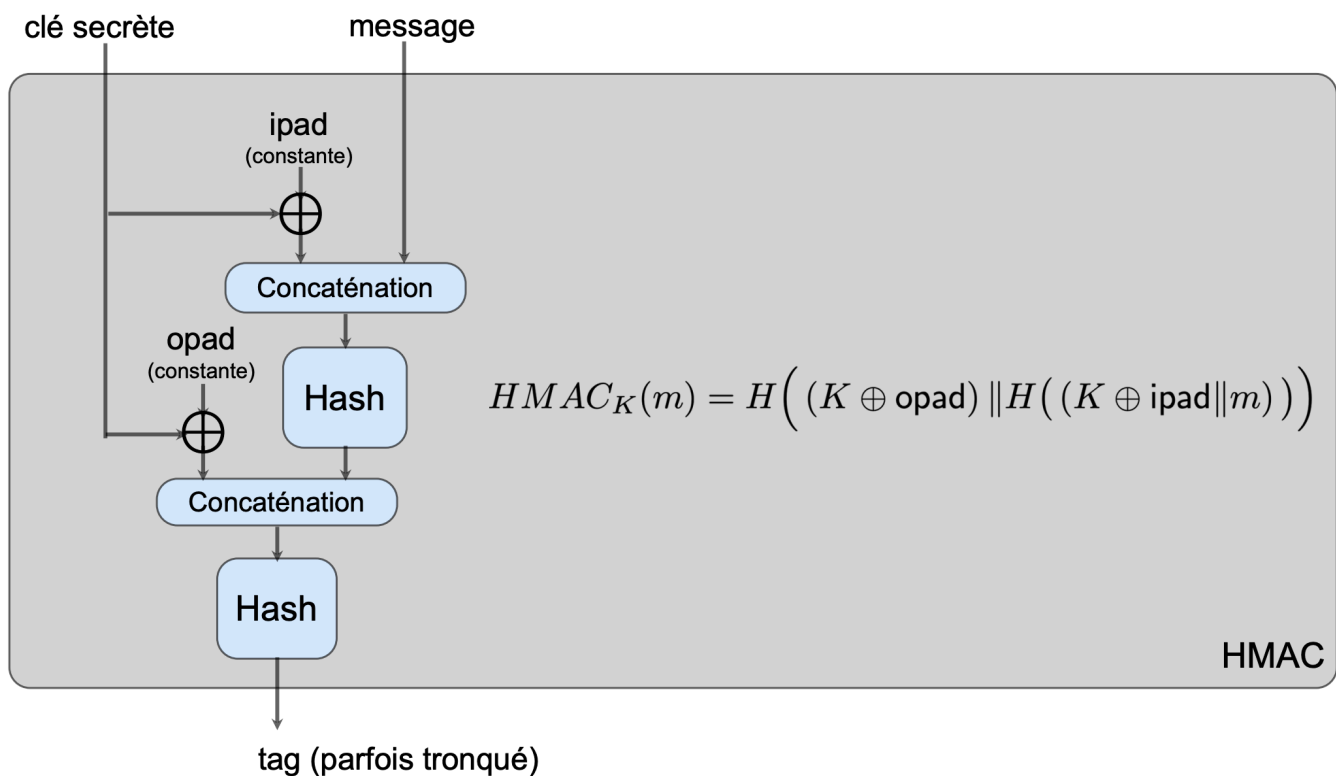 clé secrète
message
ipad
(constante)
Concaténation
opad
(constante)
Hash
HMAC_K(m) = H( (K ⊕ opad) ∥H( (K ⊕ ipad∥m) ) )
Concaténation
Hash
HMAC
tag (parfois tronqué)